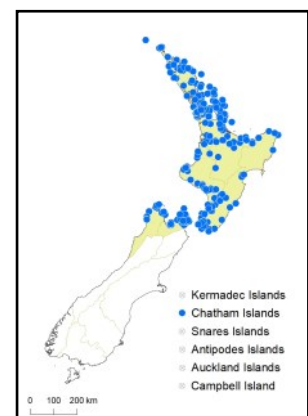 Kermadec Islands
Chatham Islands
Snares Islands
Antipodes Islands
Auckland Islands
Campbell Island
0 100 200 km